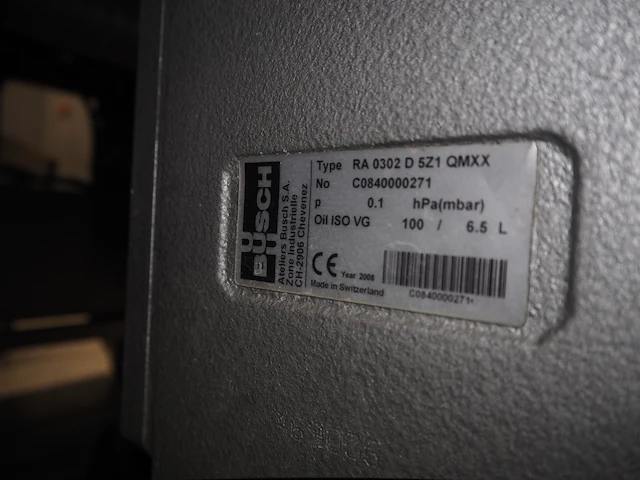 BUSCH
Ateliers Busch S.A.
Zone Industrielle
CH-2906 Chevenez
Type RA 0302 D 5Z1 QMXX
No C0840000271
p 0.1 hPa(mbar)
Oil ISO VG 100 / 6.5 L
CE Year 2008
Made in Switzerland
C0840000271